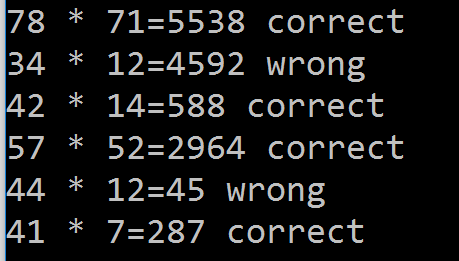 78 * 71=5538 correct
34 * 12=4592 wrong
42 * 14=588 correct
57 * 52=2964 correct
44 * 12=45 wrong
41 * 7=287 correct